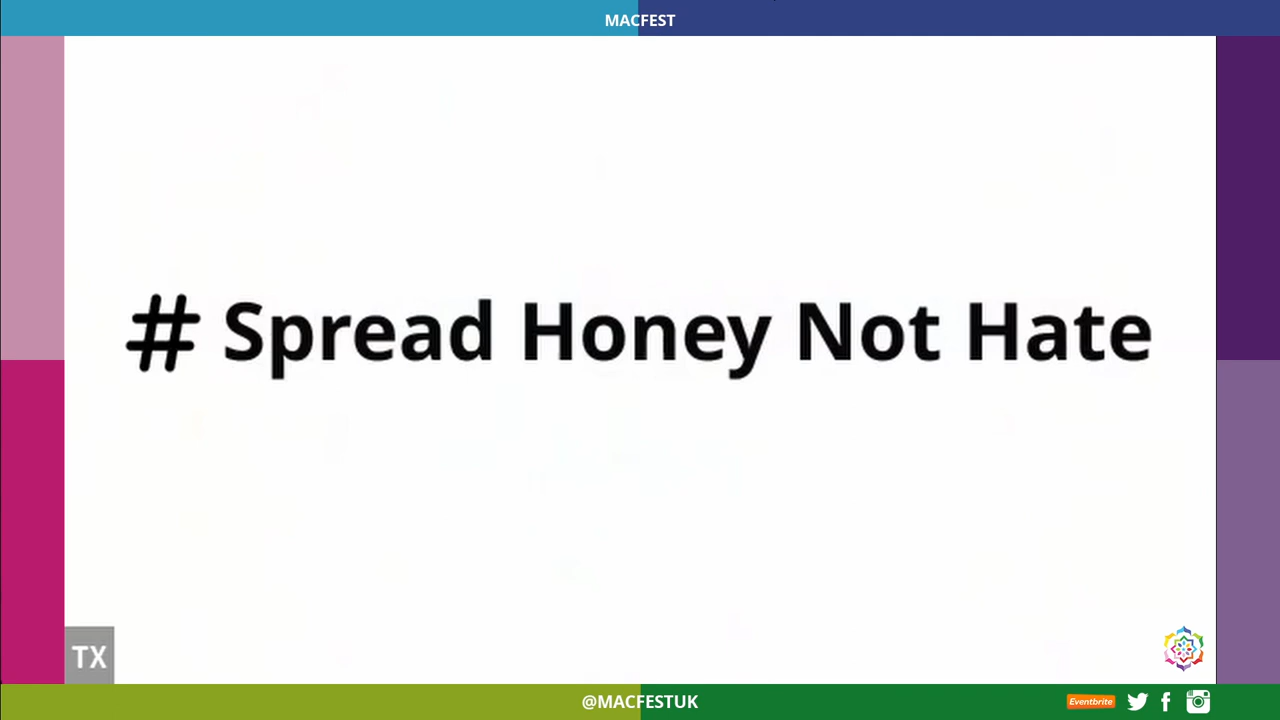 MACFEST
# Spread Honey Not Hate
TX
@MACFESTUK
Eventbrite